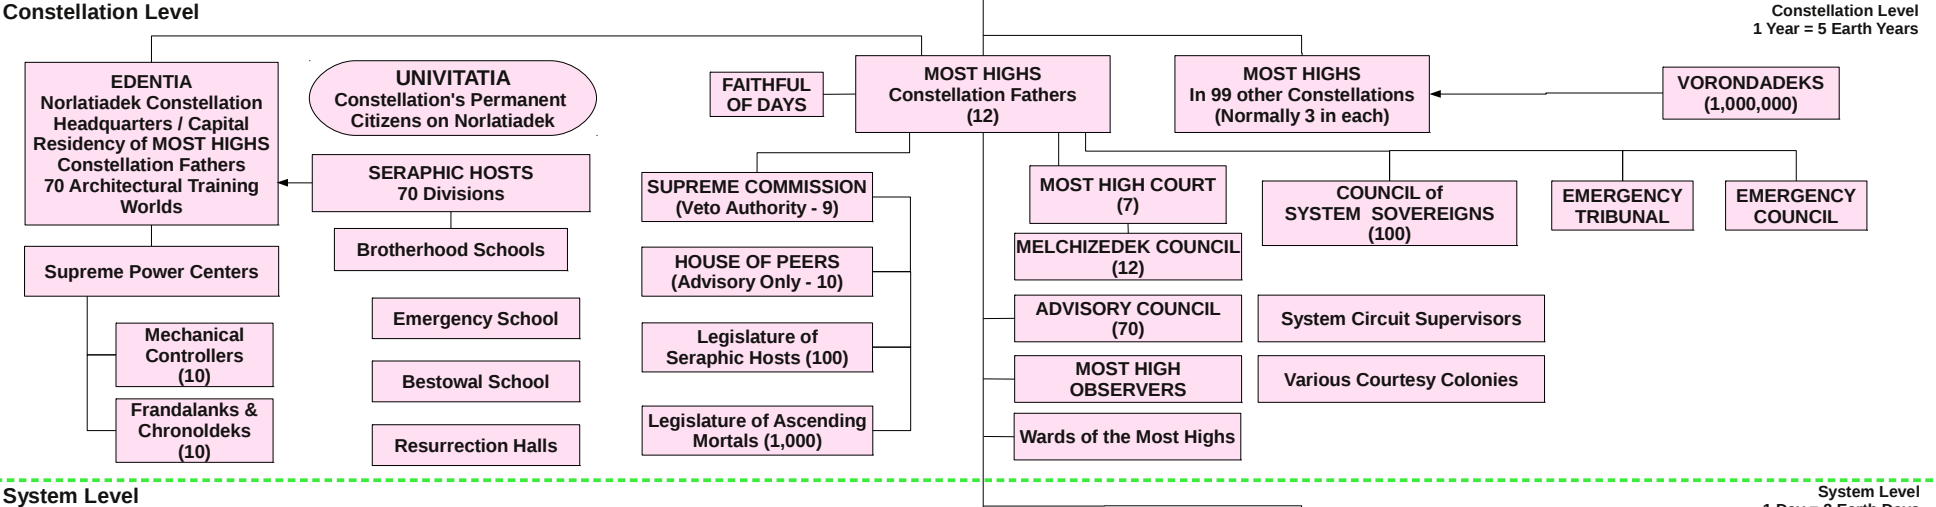 Constellation Level
Constellation Level
1 Year = 5 Earth Years
EDENTIA
Norlatiadek Constellation
Headquarters / Capital
Residency of MOST HIGHS
Constellation Fathers
70 Architectural Training
Worlds
UNIVITATIA
Constellation's Permanent
Citizens on Norlatiadek
FAITHFUL
OF DAYS
MOST HIGHS
Constellation Fathers
(12)
MOST HIGHS
In 99 other Constellations
(Normally 3 in each)
VORONDADEKS
(1,000,000)
SERAPHIC HOSTS
70 Divisions
Brotherhood Schools
Supreme Power Centers
Mechanical
Controllers
(10)
Frandalanks &
Chronoldeks
(10)
Emergency School
Bestowal School
Resurrection Halls
SUPREME COMMISSION
(Veto Authority - 9)
HOUSE OF PEERS
(Advisory Only - 10)
Legislature of
Seraphic Hosts (100)
Legislature of Ascending
Mortals (1,000)
MOST HIGH COURT
(7)
MELCHIZEDEK COUNCIL
(12)
ADVISORY COUNCIL
(70)
MOST HIGH
OBSERVERS
Wards of the Most Highs
COUNCIL of
SYSTEM SOVEREIGNS
(100)
EMERGENCY
TRIBUNAL
EMERGENCY
COUNCIL
System Circuit Supervisors
Various Courtesy Colonies
System Level
System Level